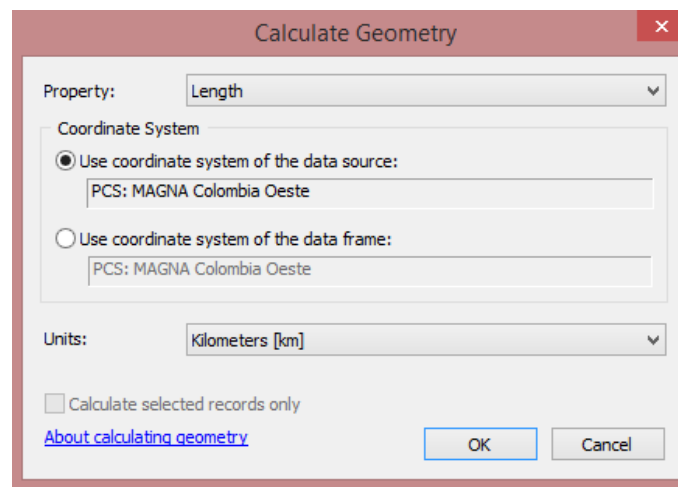 Calculate Geometry
Property: Length
Coordinate System
Use coordinate system of the data source:
PCS: MAGNA Colombia Oeste
Use coordinate system of the data frame:
PCS: MAGNA Colombia Oeste
Units: Kilometers [km]
Calculate selected records only
About calculating geometry OK Cancel